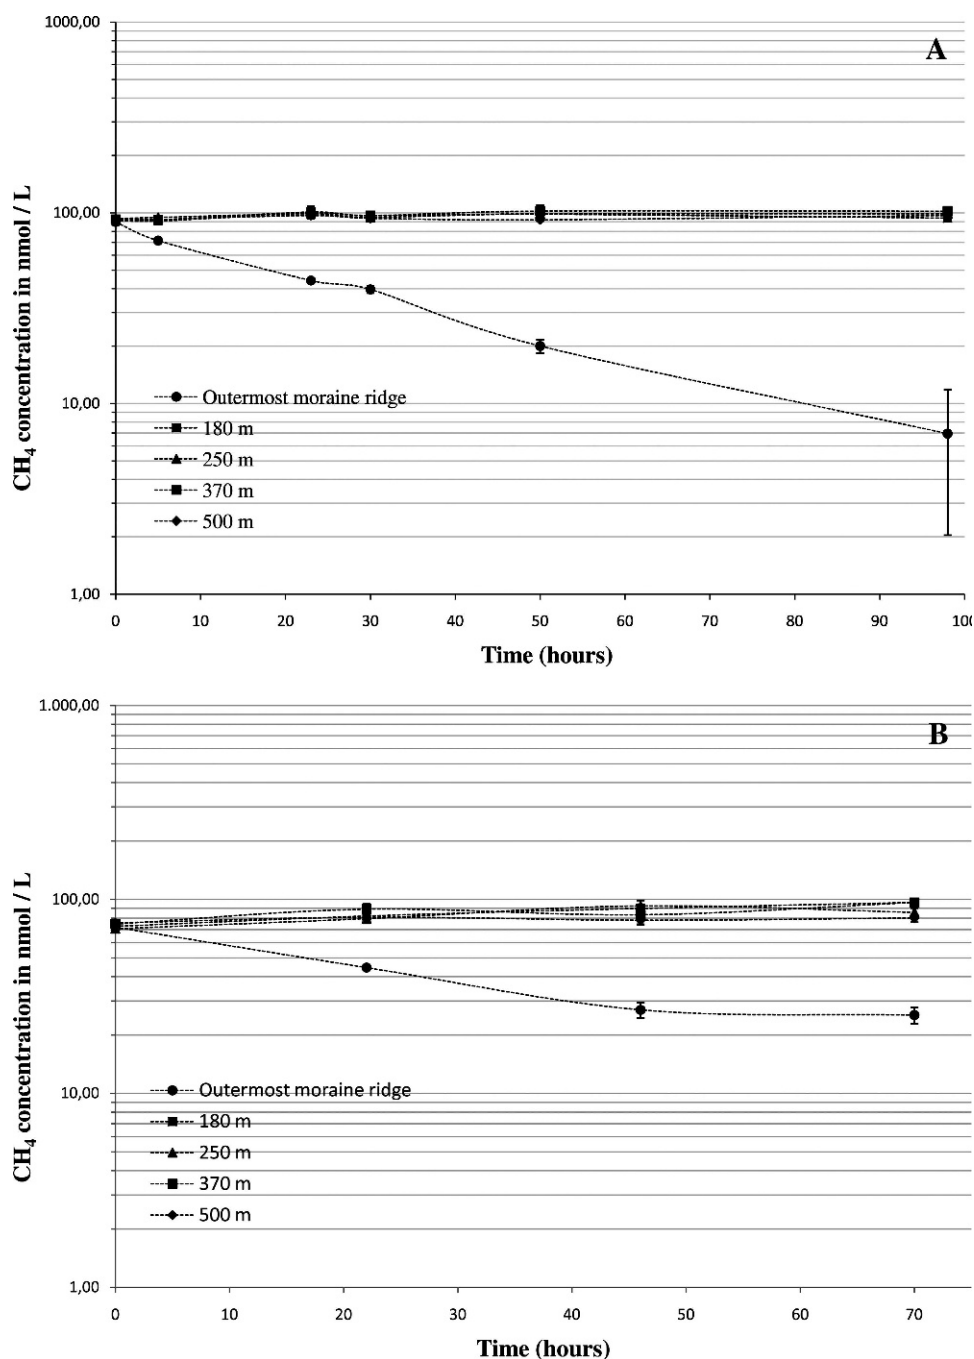 1000,00
A
100,00
CH4 concentration in nmol / L
10,00
Outermost moraine ridge
180 m
250 m
370 m
500 m
1,00
0 10 20 30 40 50 60 70 80 90 100
Time (hours)
1.000,00
B
100,00
CH4 concentration in nmol / L
10,00
Outermost moraine ridge
180 m
250 m
370 m
500 m
1,00
0 10 20 30 40 50 60 70
Time (hours)